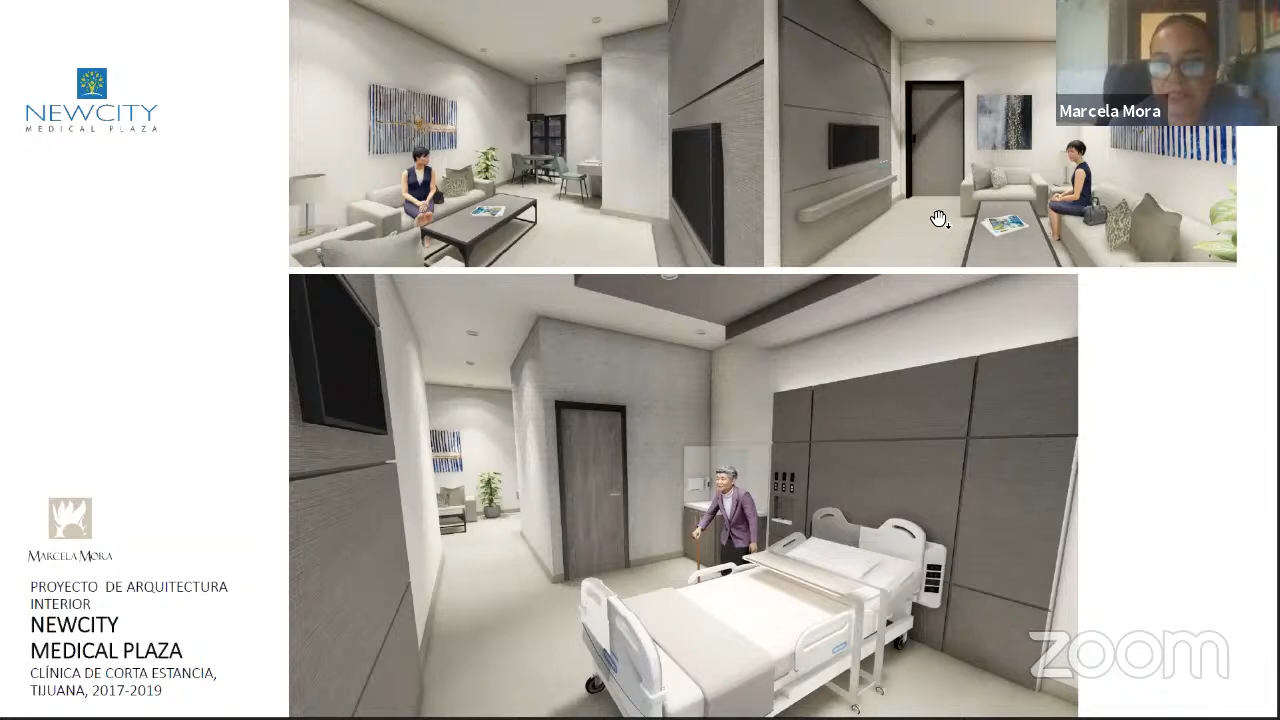 NEWCITY
MEDICAL PLAZA
Marcela Mora
MARCELA MORA
PROYECTO DE ARQUITECTURA
INTERIOR
NEWCITY
MEDICAL PLAZA
CLÍNICA DE CORTA ESTANCIA,
TIJUANA, 2017-2019
zoom